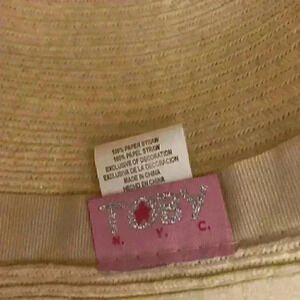 100% PAPER STRAW
100% PAPEL STRAW
EXCLUSIVE OF DECORATION
EXCLUSIVA DE LA DECORACION
MADE IN CHINA
HECHO EN CHINA
TOBY
N. Y. C.